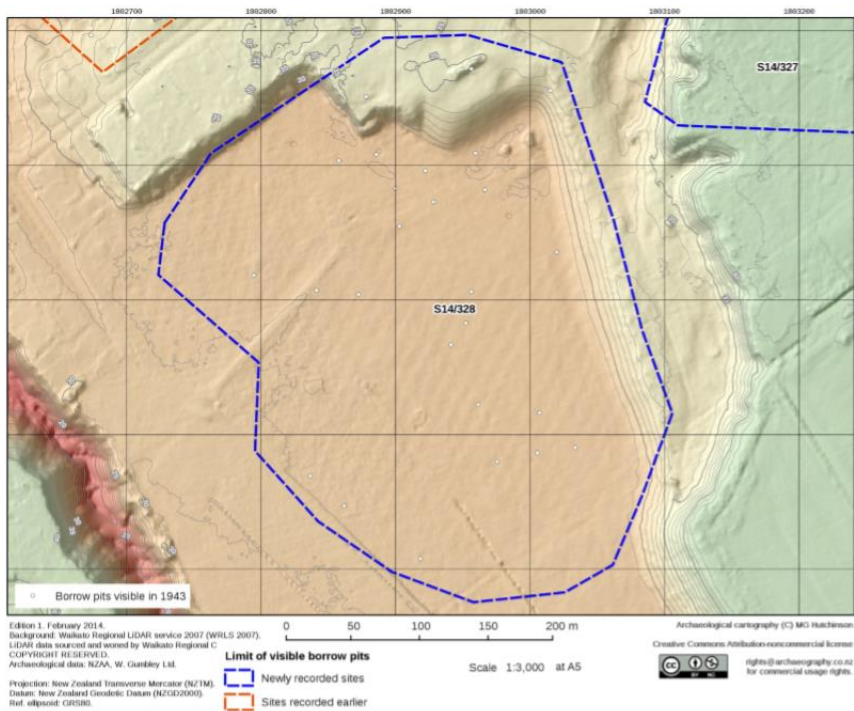 1802700 1802800 1802900 1803000 1803100 1803200
S14/327
S14/328
Borrow pits visible in 1943
Edition 1. February 2014.
Background: Waikato Regional LiDAR service 2007 (WRLS 2007).
LiDAR data sourced and woned by Waikato Regional C
COPYRIGHT RESERVED.
Archaeological data: NZAA, W. Gumbley Ltd.
Projection: New Zealand Transverse Mercator (NZTM).
Datum: New Zealand Geodetic Datum (NZGD2000).
Ref. ellipsoid: GRS80.
0 50 100 150 200 m
Limit of visible borrow pits
Newly recorded sites
Sites recorded earlier
Scale 1:3,000 at A5
Archaeological cartography (C) MG Hutchinson
Creative Commons Attribution-noncommercial license
cc BY NC
rights@archaeography.co.nz
for commercial usage rights.